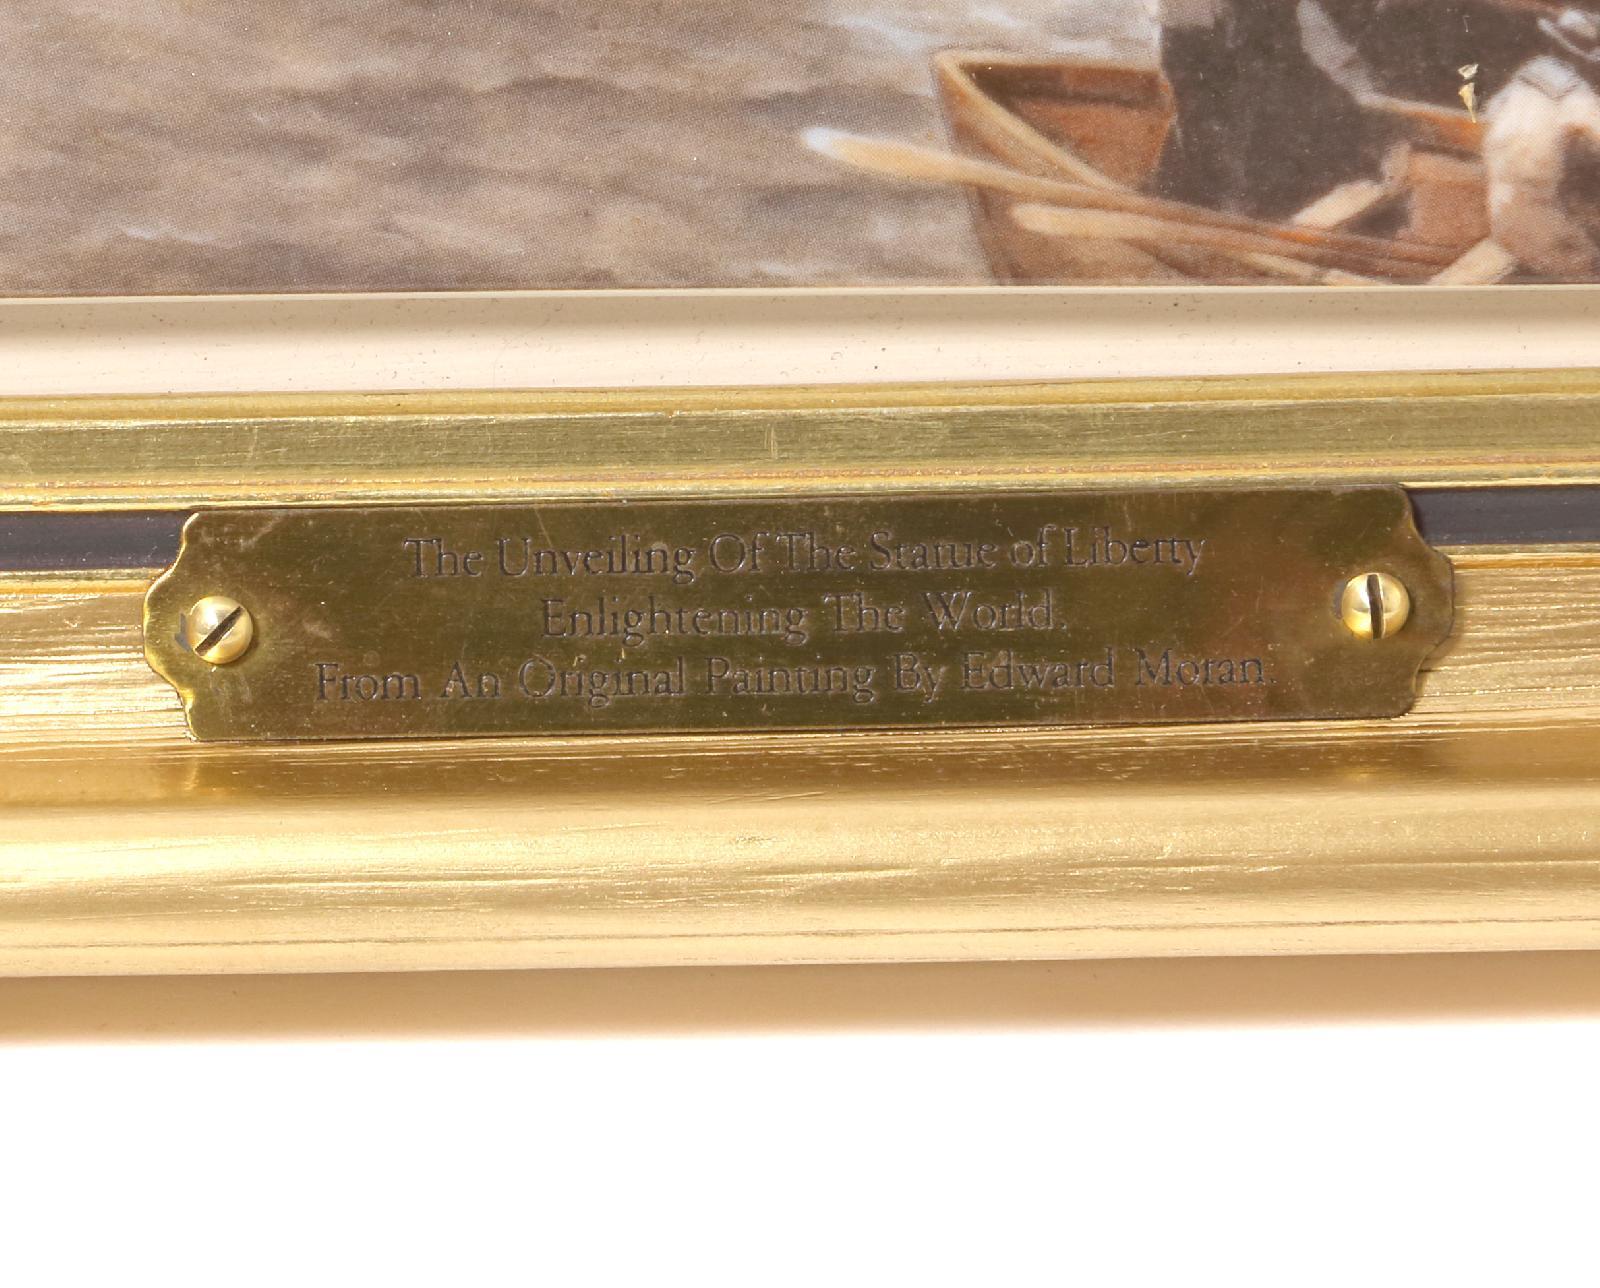 The Unveiling Of The Statue of Liberty
Enlightening The World.
From An Original Painting By Edward Moran.